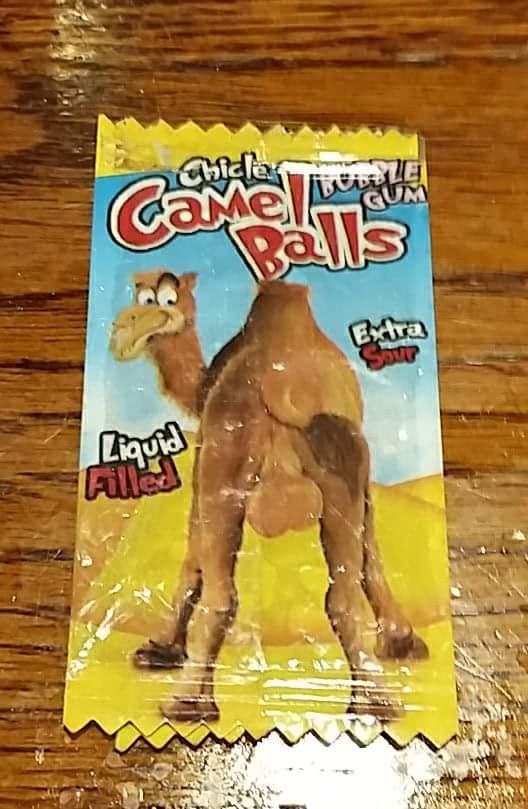 Chicle BUBBLE
GUM
Camel
Balls
Extra
Sour
Liquid
Filled